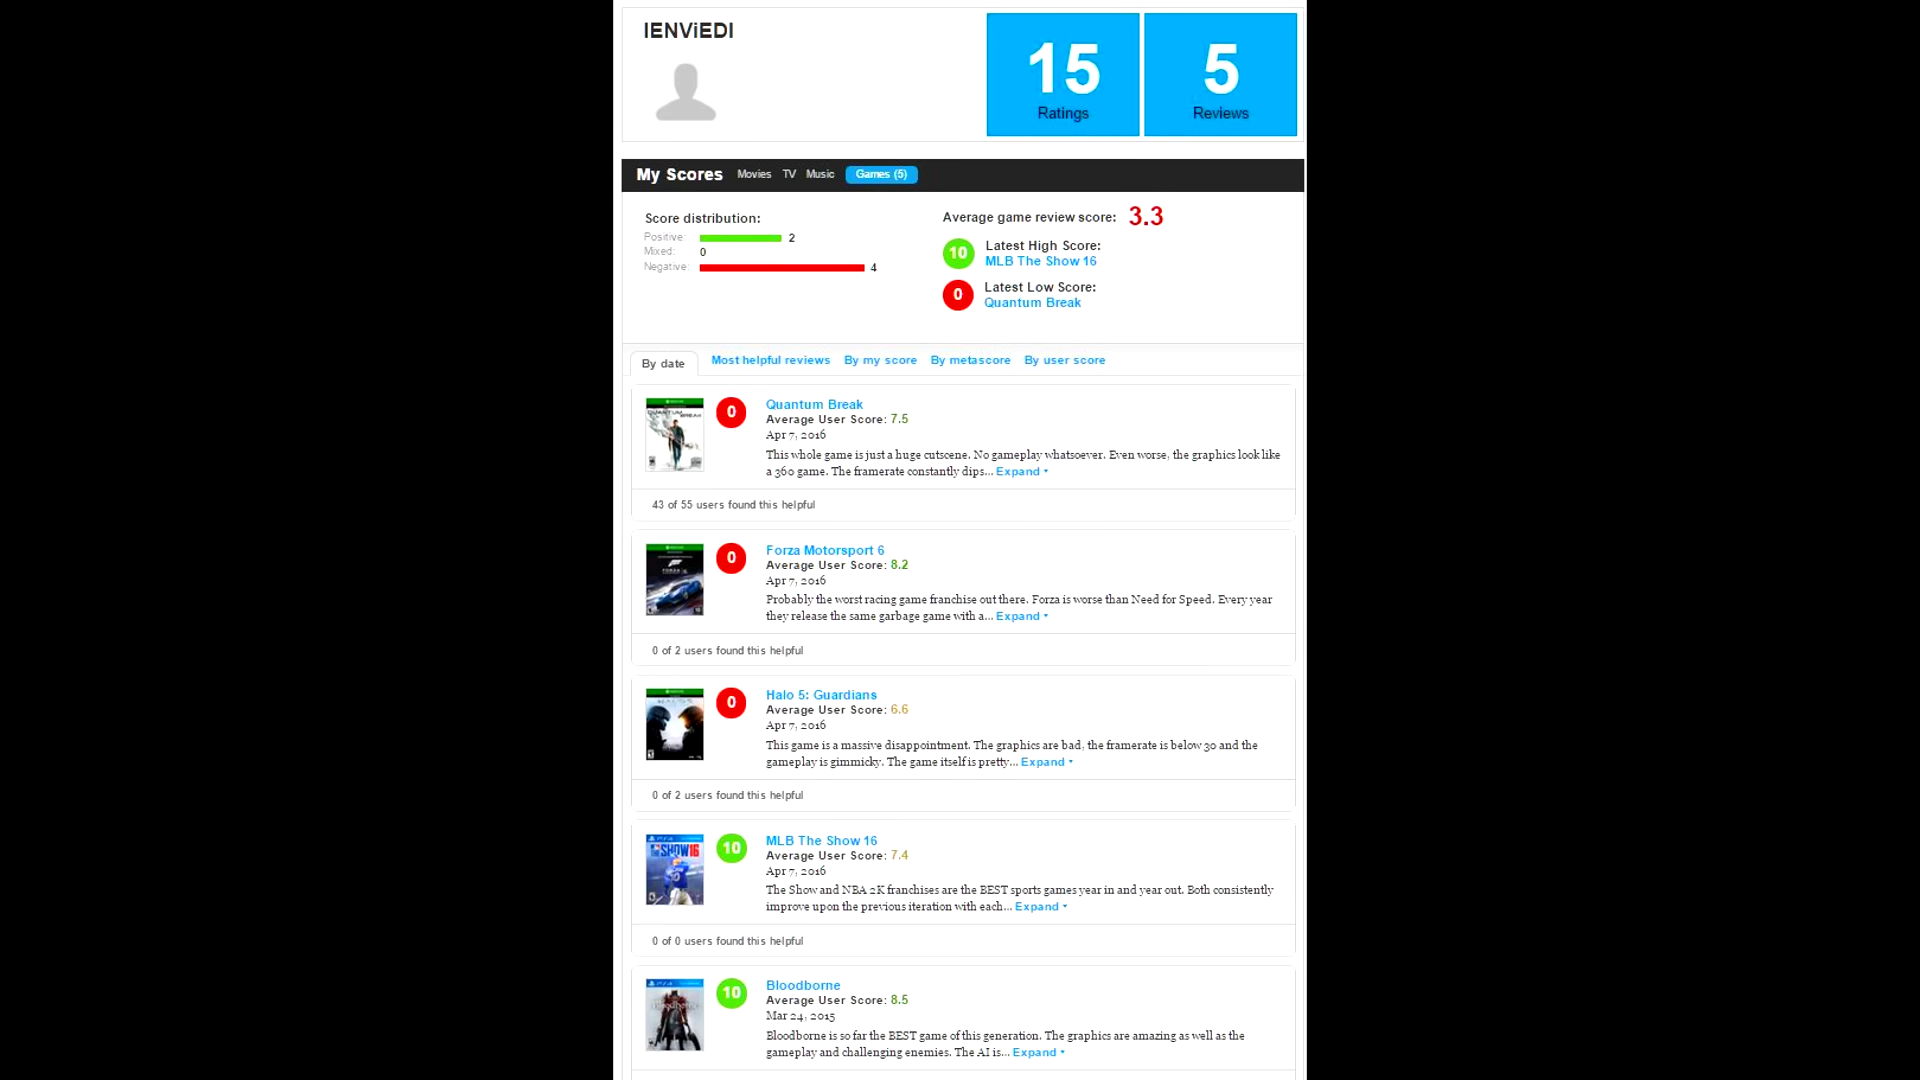 IENViEDI
15
Ratings
5
Reviews
My Scores Movies TV Music Games (5)
Score distribution:
Positive: 2
Mixed: 0
Negative: 4
Average game review score: 3.3
10 Latest High Score:
MLB The Show 16
0 Latest Low Score:
Quantum Break
By date Most helpful reviews By my score By metascore By user score
0 Quantum Break
Average User Score: 7.5
Apr 7, 2016
This whole game is just a huge cutscene. No gameplay whatsoever. Even worse, the graphics look like
a 360 game. The framerate constantly dips... Expand
43 of 55 users found this helpful
0 Forza Motorsport 6
Average User Score: 8.2
Apr 7, 2016
Probably the worst racing game franchise out there. Forza is worse than Need for Speed. Every year
they release the same garbage game with a... Expand
0 of 2 users found this helpful
0 Halo 5: Guardians
Average User Score: 6.6
Apr 7, 2016
This game is a massive disappointment. The graphics are bad, the framerate is below 30 and the
gameplay is gimmicky. The game itself is pretty... Expand
0 of 2 users found this helpful
SHOW16
10 MLB The Show 16
Average User Score: 7.4
Apr 7, 2016
The Show and NBA 2K franchises are the BEST sports games year in and year out. Both consistently
improve upon the previous iteration with each... Expand
0 of 0 users found this helpful
Bloodborne
10 Bloodborne
Average User Score: 8.5
Mar 24, 2015
Bloodborne is so far the BEST game of this generation. The graphics are amazing as well as the
gameplay and challenging enemies. The AI is... Expand